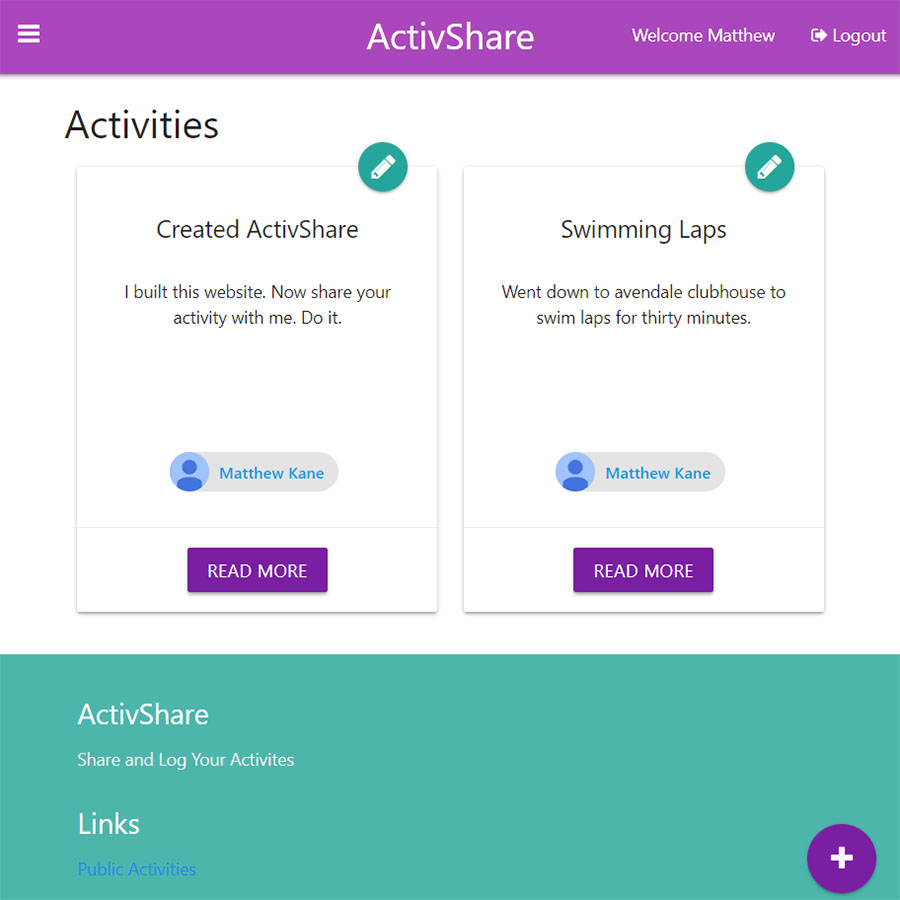 ActivShare
Welcome Matthew
Logout
Activities
Created ActivShare
I built this website. Now share your
activity with me. Do it.
Matthew Kane
READ MORE
Swimming Laps
Went down to avendale clubhouse to
swim laps for thirty minutes.
Matthew Kane
READ MORE
ActivShare
Share and Log Your Activites
Links
Public Activities